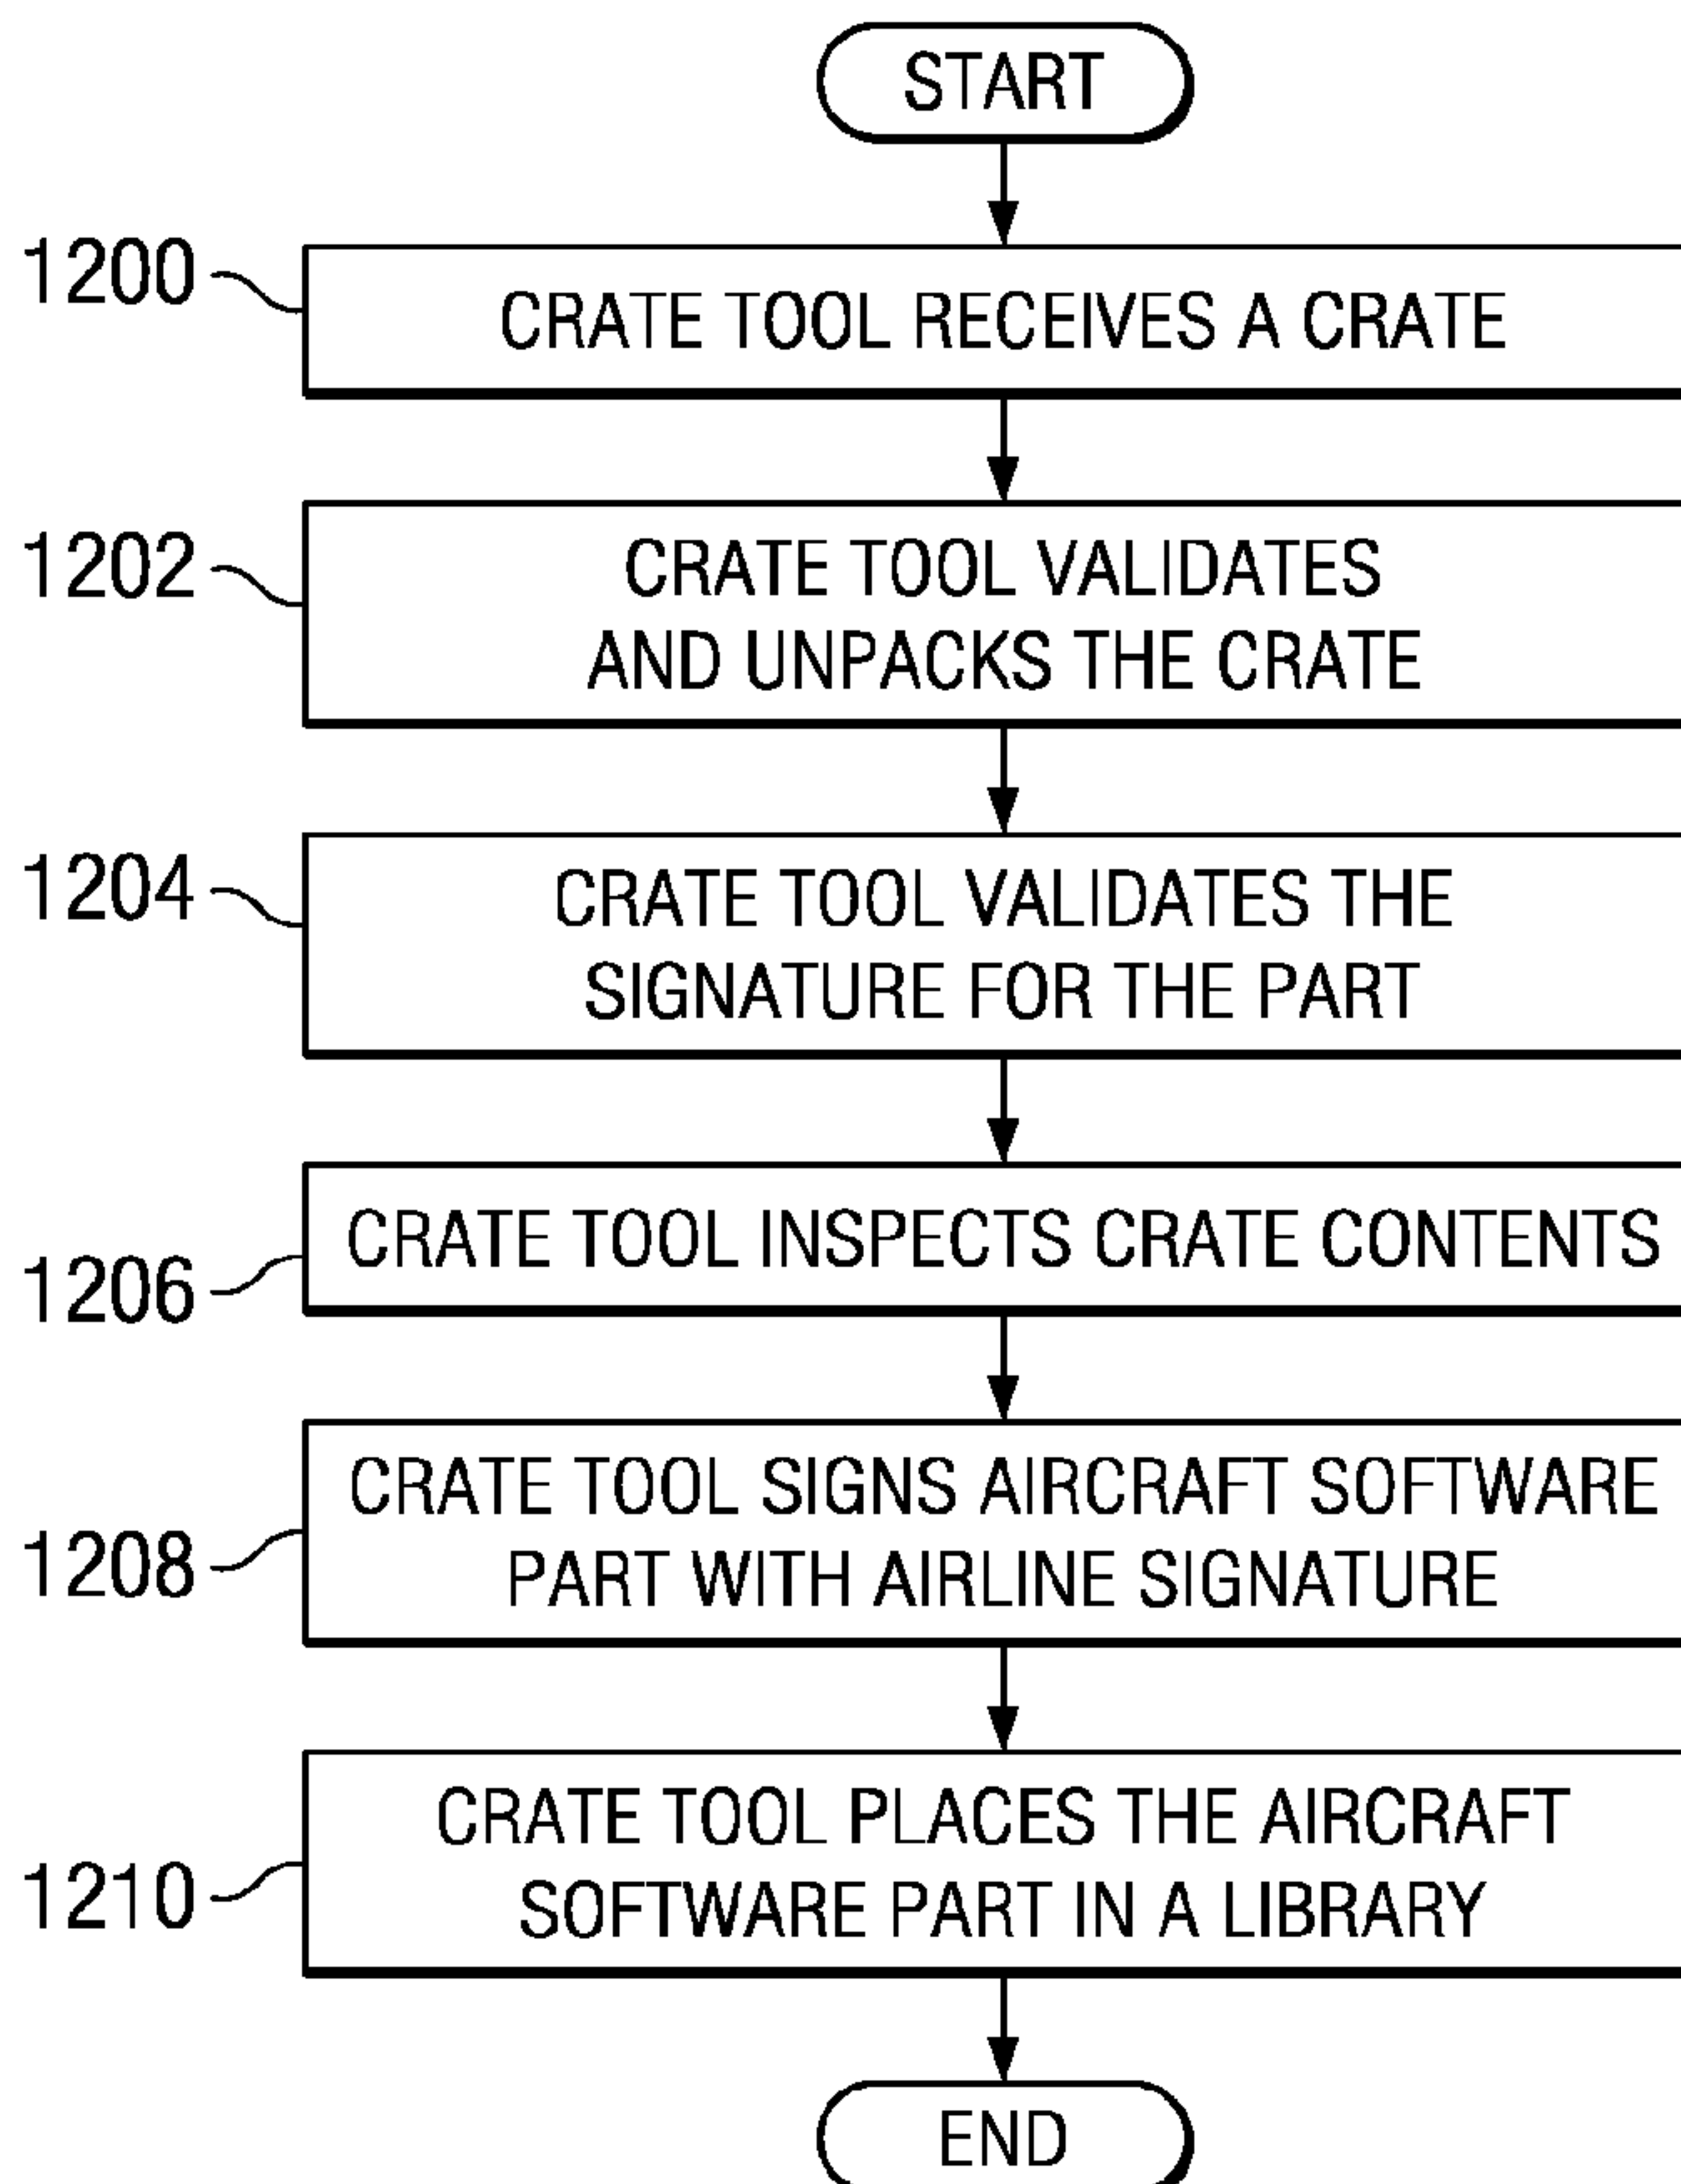 START
1200
CRATE TOOL RECEIVES A CRATE
1202
CRATE TOOL VALIDATES
AND UNPACKS THE CRATE
1204
CRATE TOOL VALIDATES THE
SIGNATURE FOR THE PART
1206
CRATE TOOL INSPECTS CRATE CONTENTS
1208
CRATE TOOL SIGNS AIRCRAFT SOFTWARE
PART WITH AIRLINE SIGNATURE
1210
CRATE TOOL PLACES THE AIRCRAFT
SOFTWARE PART IN A LIBRARY
END